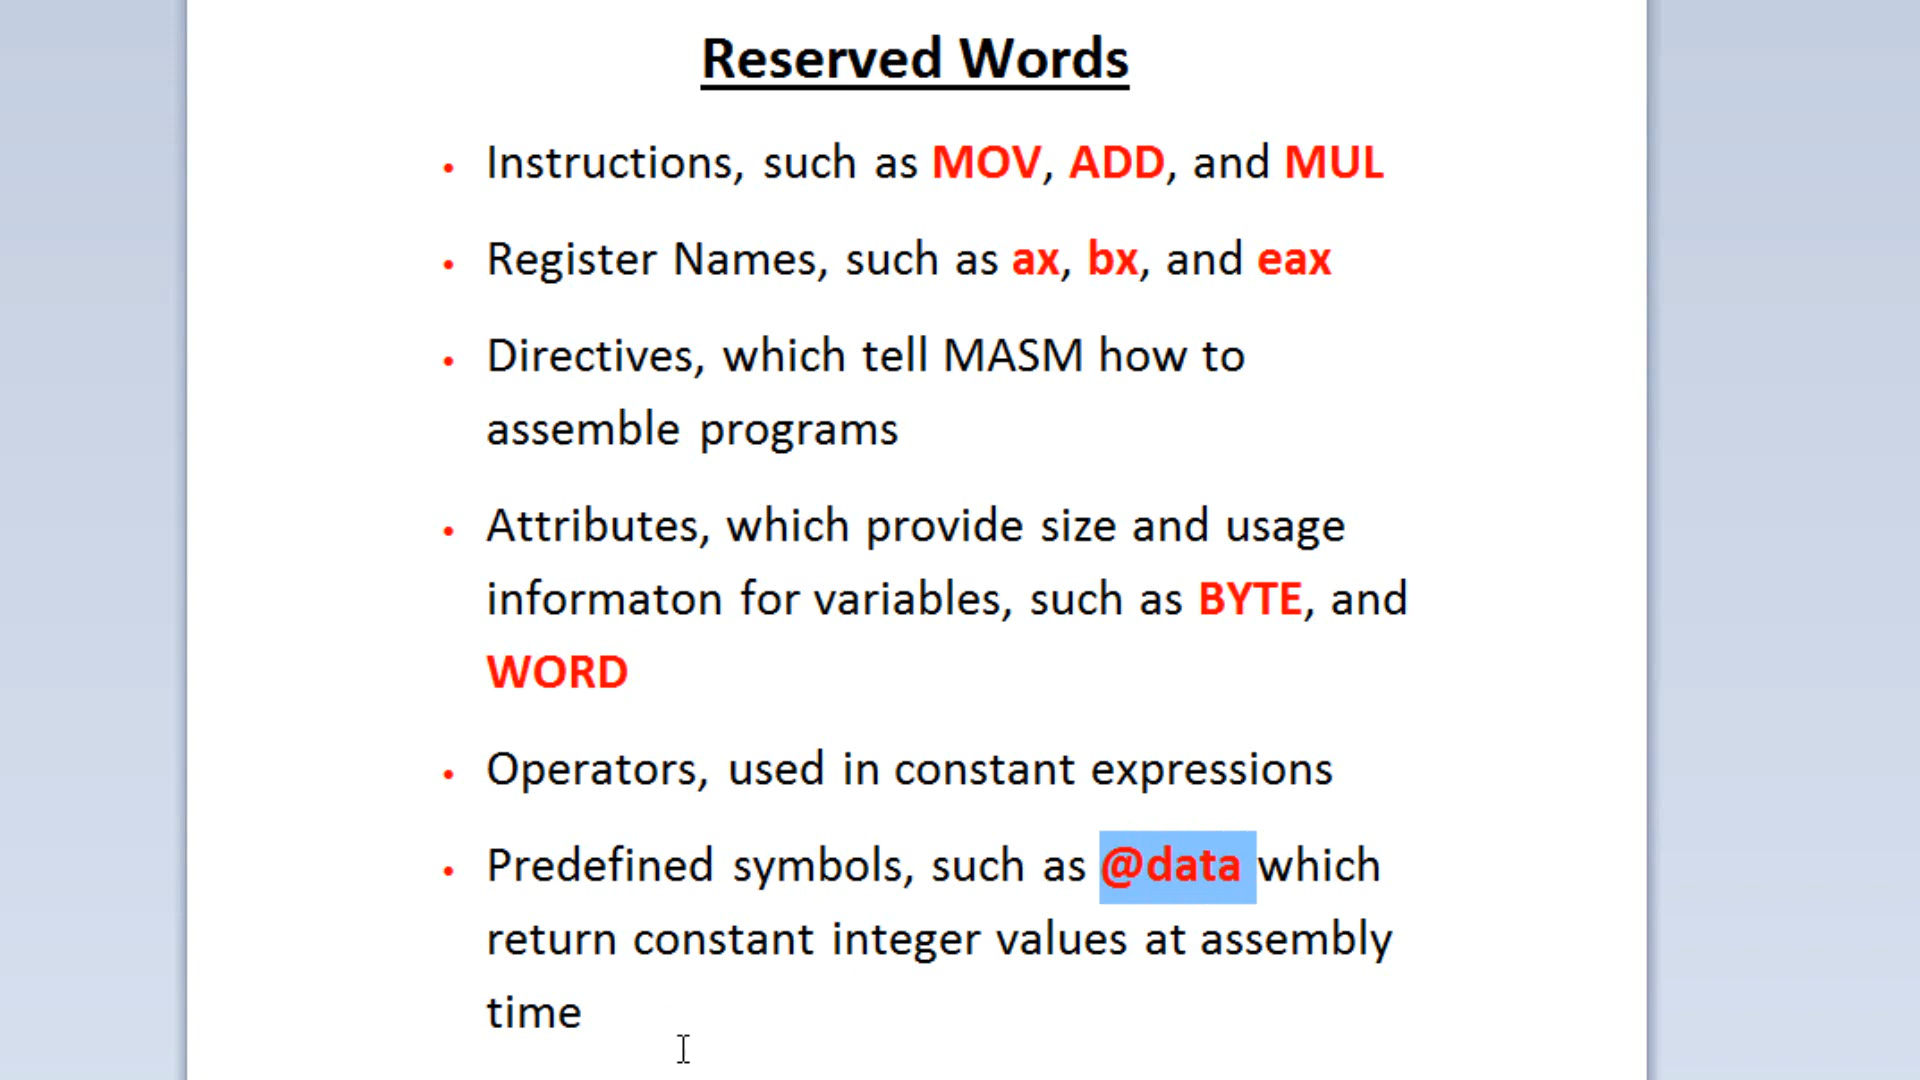 Reserved Words
• Instructions, such as MOV, ADD, and MUL
• Register Names, such as ax, bx, and eax
• Directives, which tell MASM how to
assemble programs
• Attributes, which provide size and usage
informaton for variables, such as BYTE, and
WORD
• Operators, used in constant expressions
• Predefined symbols, such as @data which
return constant integer values at assembly
time